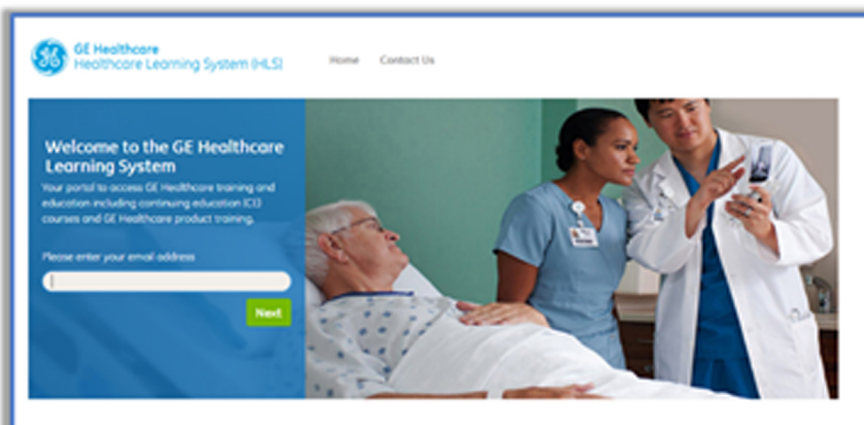 GE Healthcare
Healthcare Learning System (HLS)
Home Contact Us
Welcome to the GE Healthcare
Learning System
Your portal to access GE Healthcare training and
education including continuing education (CE)
courses and GE Healthcare product training.
Please enter your email address
Next